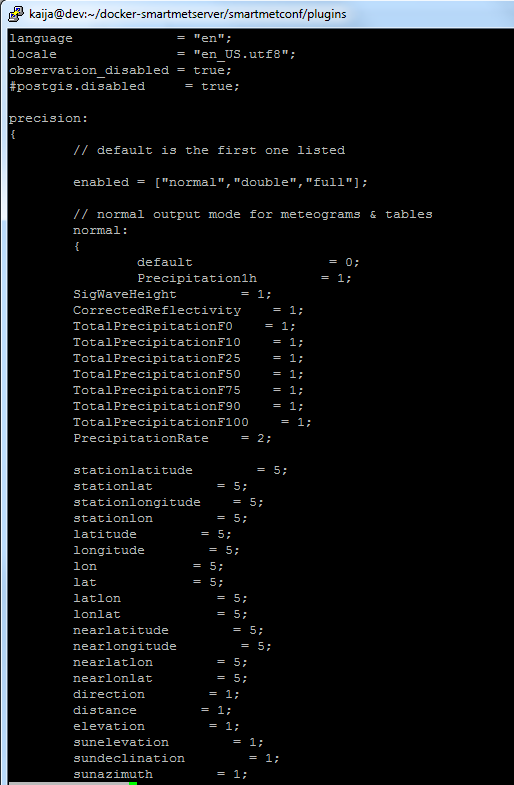 kaija@dev:~/docker-smartmetserver/smartmetconf/plugins
language             = "en";
locale               = "en_US.utf8";
observation_disabled = true;
#postgis.disabled     = true;

precision:
{
        // default is the first one listed

        enabled = ["normal","double","full"];

        // normal output mode for meteograms & tables
        normal:
        {
                default                 = 0;
                Precipitation1h        = 1;
        SigWaveHeight        = 1;
        CorrectedReflectivity    = 1;
        TotalPrecipitationF0    = 1;
        TotalPrecipitationF10    = 1;
        TotalPrecipitationF25    = 1;
        TotalPrecipitationF50    = 1;
        TotalPrecipitationF75    = 1;
        TotalPrecipitationF90    = 1;
        TotalPrecipitationF100    = 1;
        PrecipitationRate    = 2;

        stationlatitude        = 5;
        stationlat        = 5;
        stationlongitude    = 5;
        stationlon        = 5;
        latitude        = 5;
        longitude        = 5;
        lon            = 5;
        lat            = 5;
        latlon            = 5;
        lonlat            = 5;
        nearlatitude        = 5;
        nearlongitude        = 5;
        nearlatlon        = 5;
        nearlonlat        = 5;
        direction        = 1;
        distance        = 1;
        elevation        = 1;
        sunelevation        = 1;
        sundeclination        = 1;
        sunazimuth        = 1;